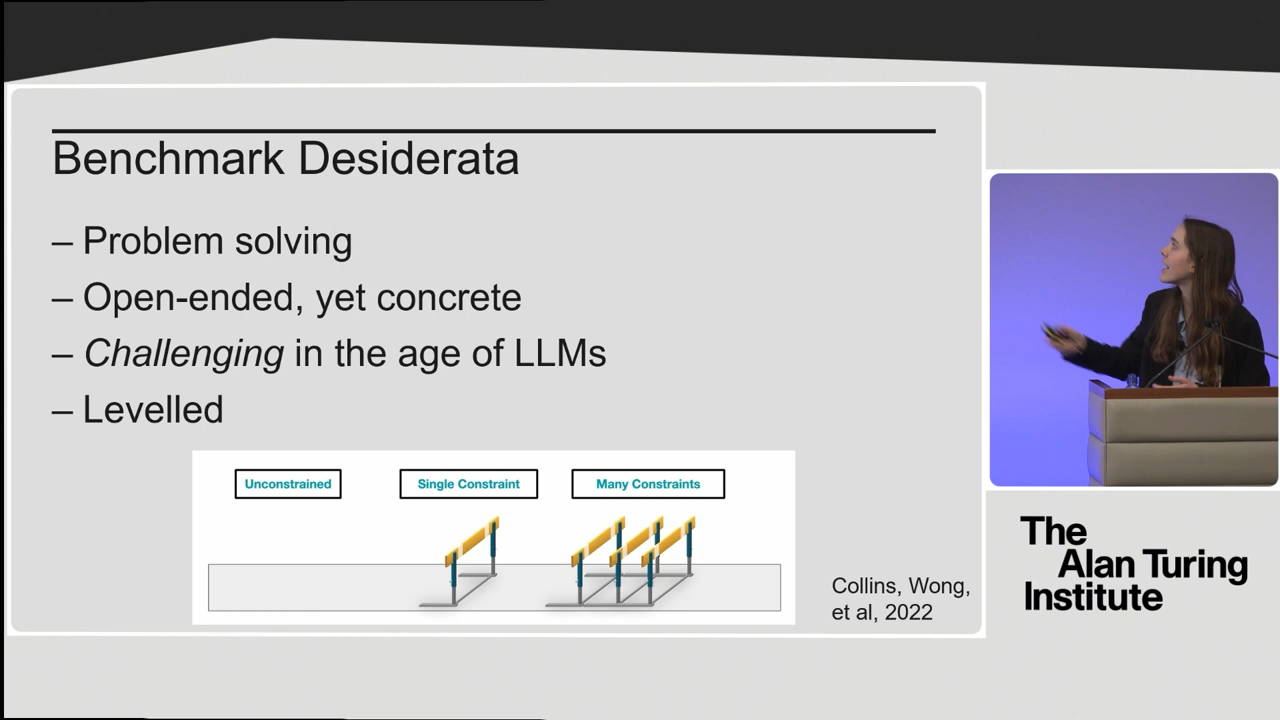 Benchmark Desiderata
– Problem solving
– Open-ended, yet concrete
– Challenging in the age of LLMs
– Levelled
Unconstrained
Single Constraint
Many Constraints
Collins, Wong,
et al, 2022
The
Alan Turing
Institute